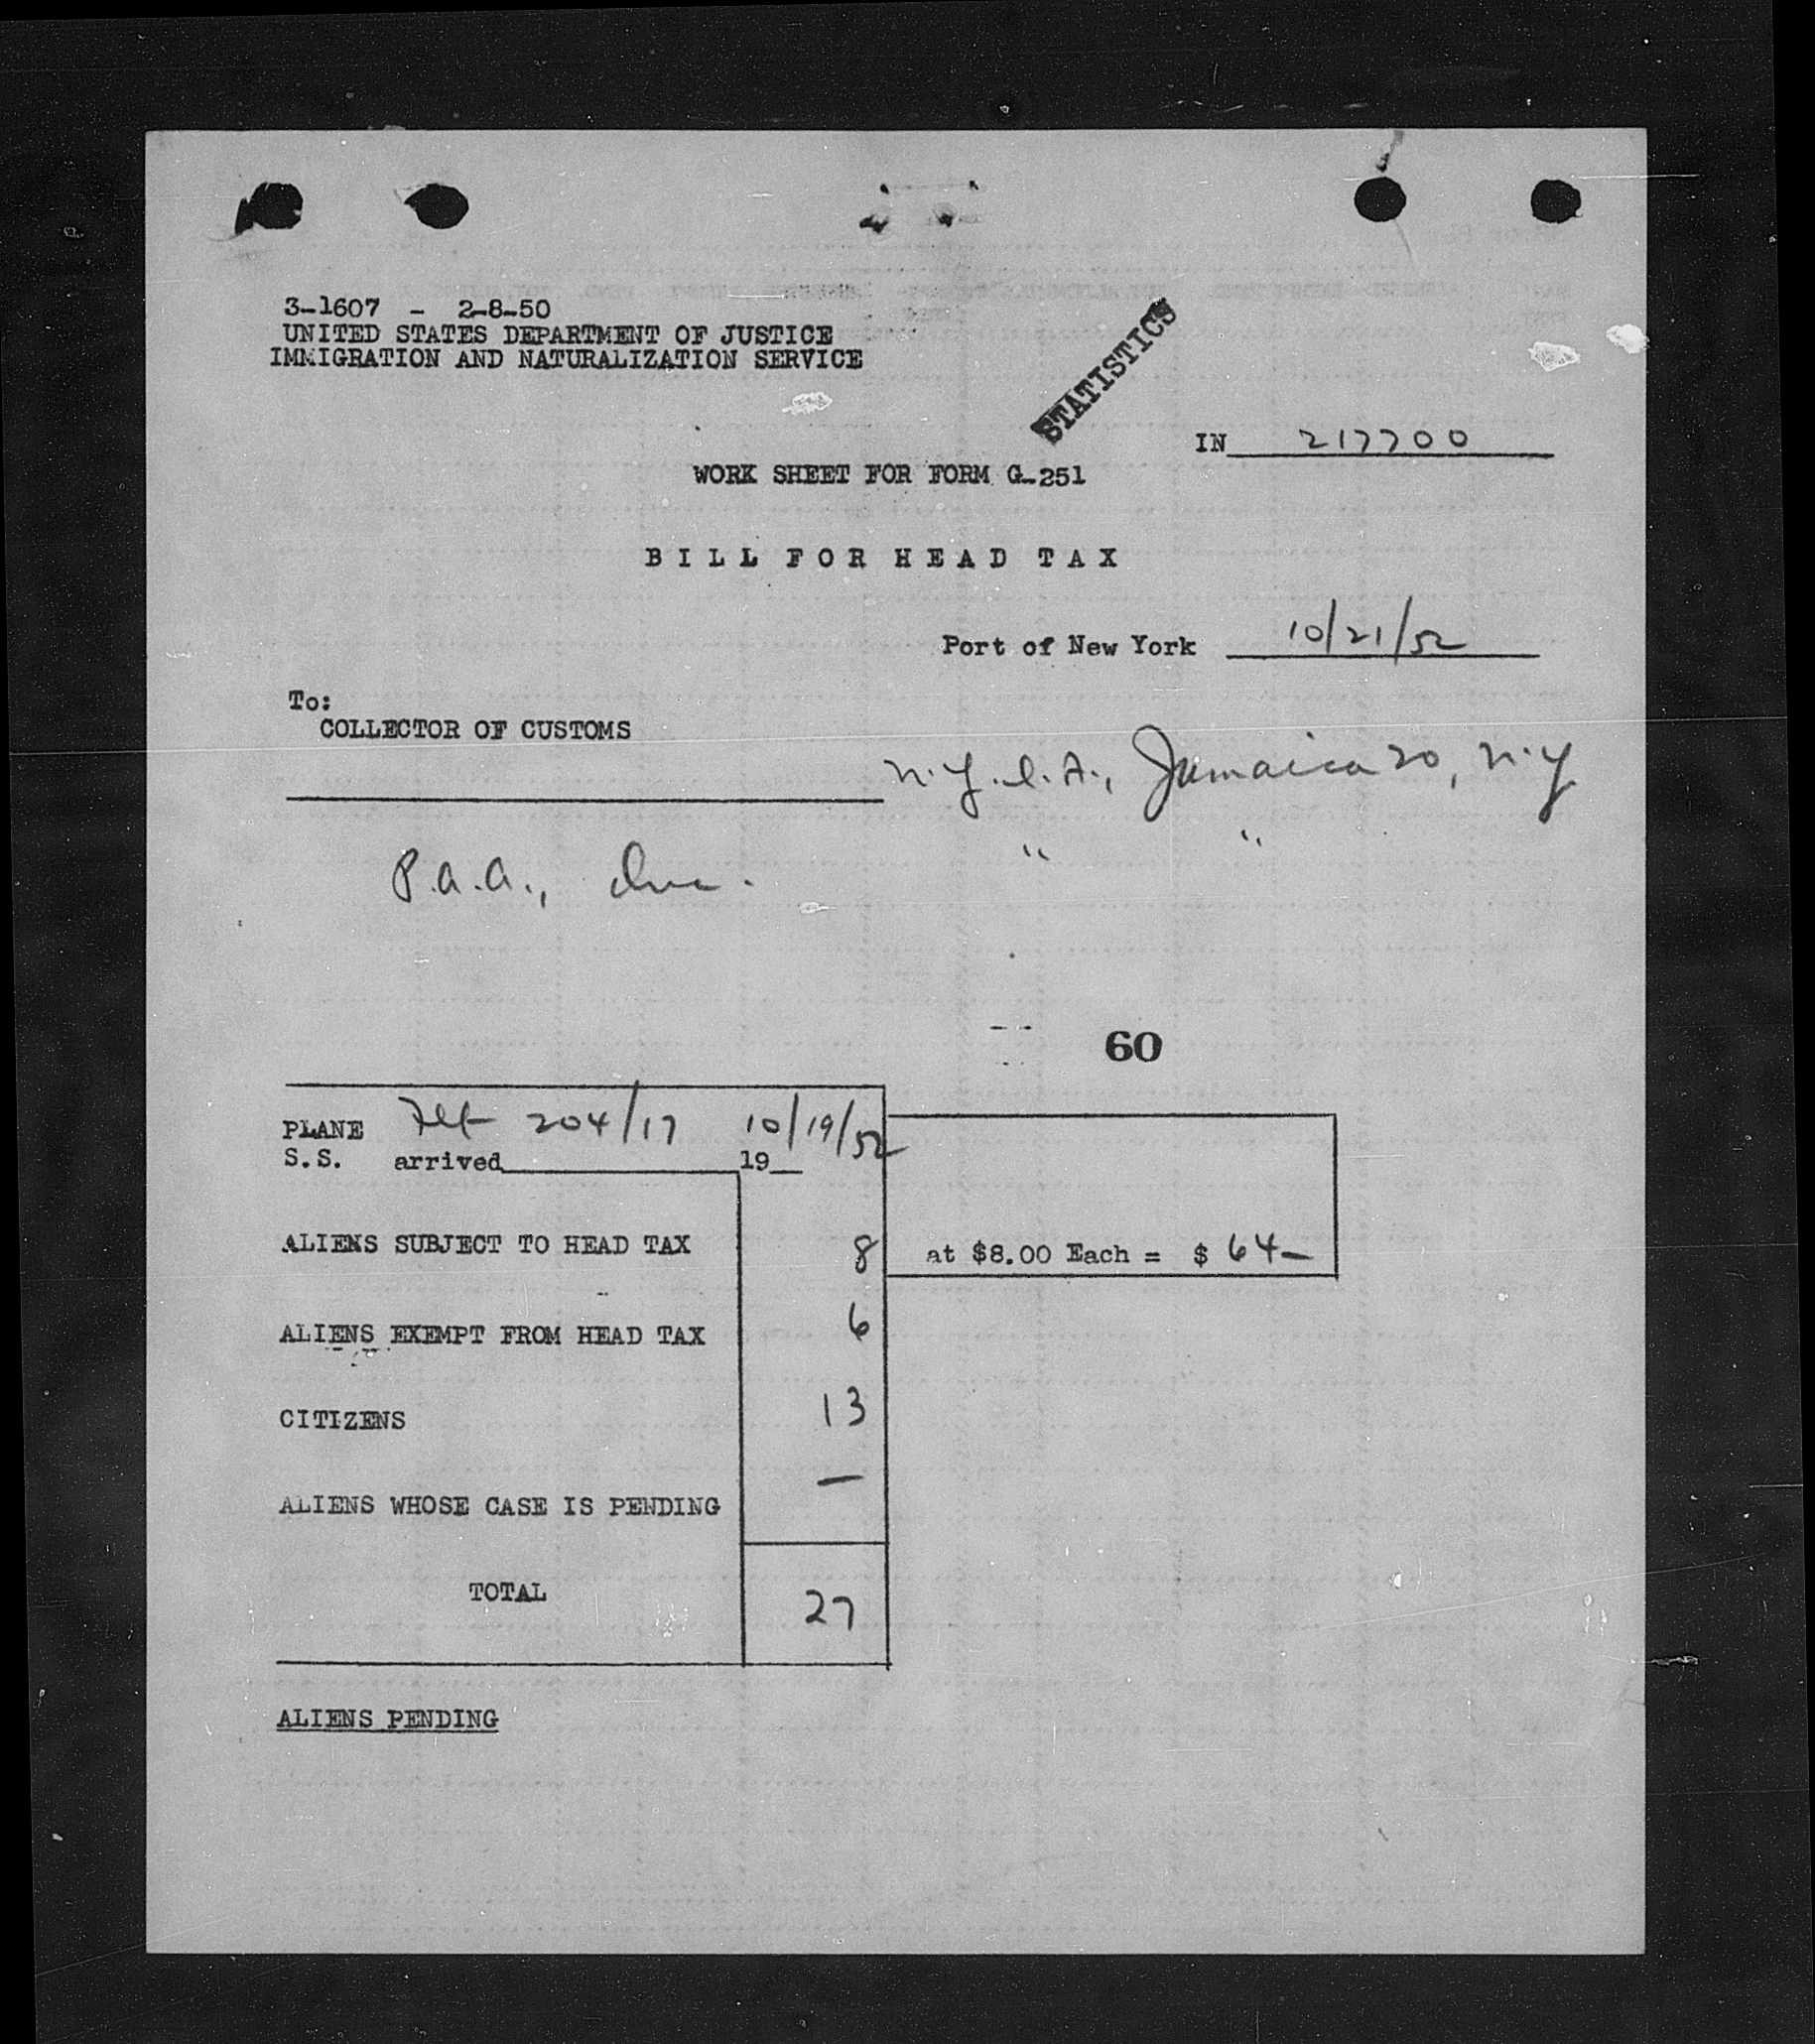 3-1607 - 2-8-50
UNITED STATES DEPARTMENT OF JUSTICE
IMMIGRATION AND NATURALIZATION SERVICE
STATISTICS
IN 217700
WORK SHEET FOR FORM G-251
BILL FOR HEAD TAX
Port of New York 10/21/52
To:
COLLECTOR OF CUSTOMS
N.Y.I.A., Jamaica 20, N.Y
P.A.A., Inc. " "
60
PLANE Flt 204/17 10/19/52
S.S. arrived 19
ALIENS SUBJECT TO HEAD TAX 8 at $8.00 Each = $ 64-
ALIENS EXEMPT FROM HEAD TAX 6
CITIZENS 13
ALIENS WHOSE CASE IS PENDING —
TOTAL 27
ALIENS PENDING